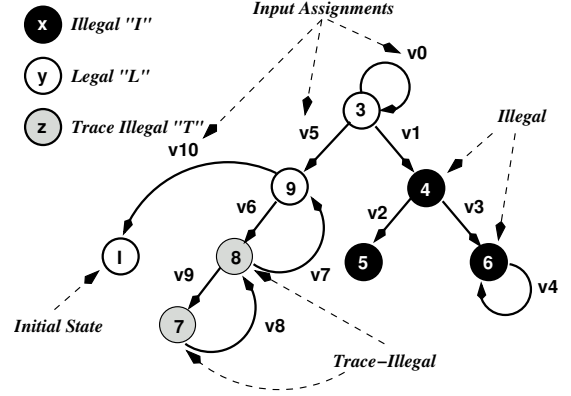 Input Assignments
x Illegal "I"
y Legal "L"
z Trace Illegal "T"
v0
3
v10
v5
v1
Illegal
9
4
v6
v2
v3
I
8
5
6
v9
v7
v4
Initial State
7
v8
Trace-Illegal